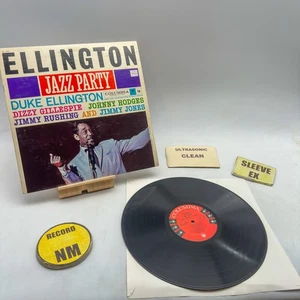 ELLINGTON
JAZZ PARTY
DUKE ELLINGTON
COLUMBIA
DIZZY GILLESPIE JOHNNY HODGES
JIMMY RUSHING AND JIMMY JONES
ULTRASONIC
CLEAN
SLEEVE
EX
RECORD
NM
COLUMBIA